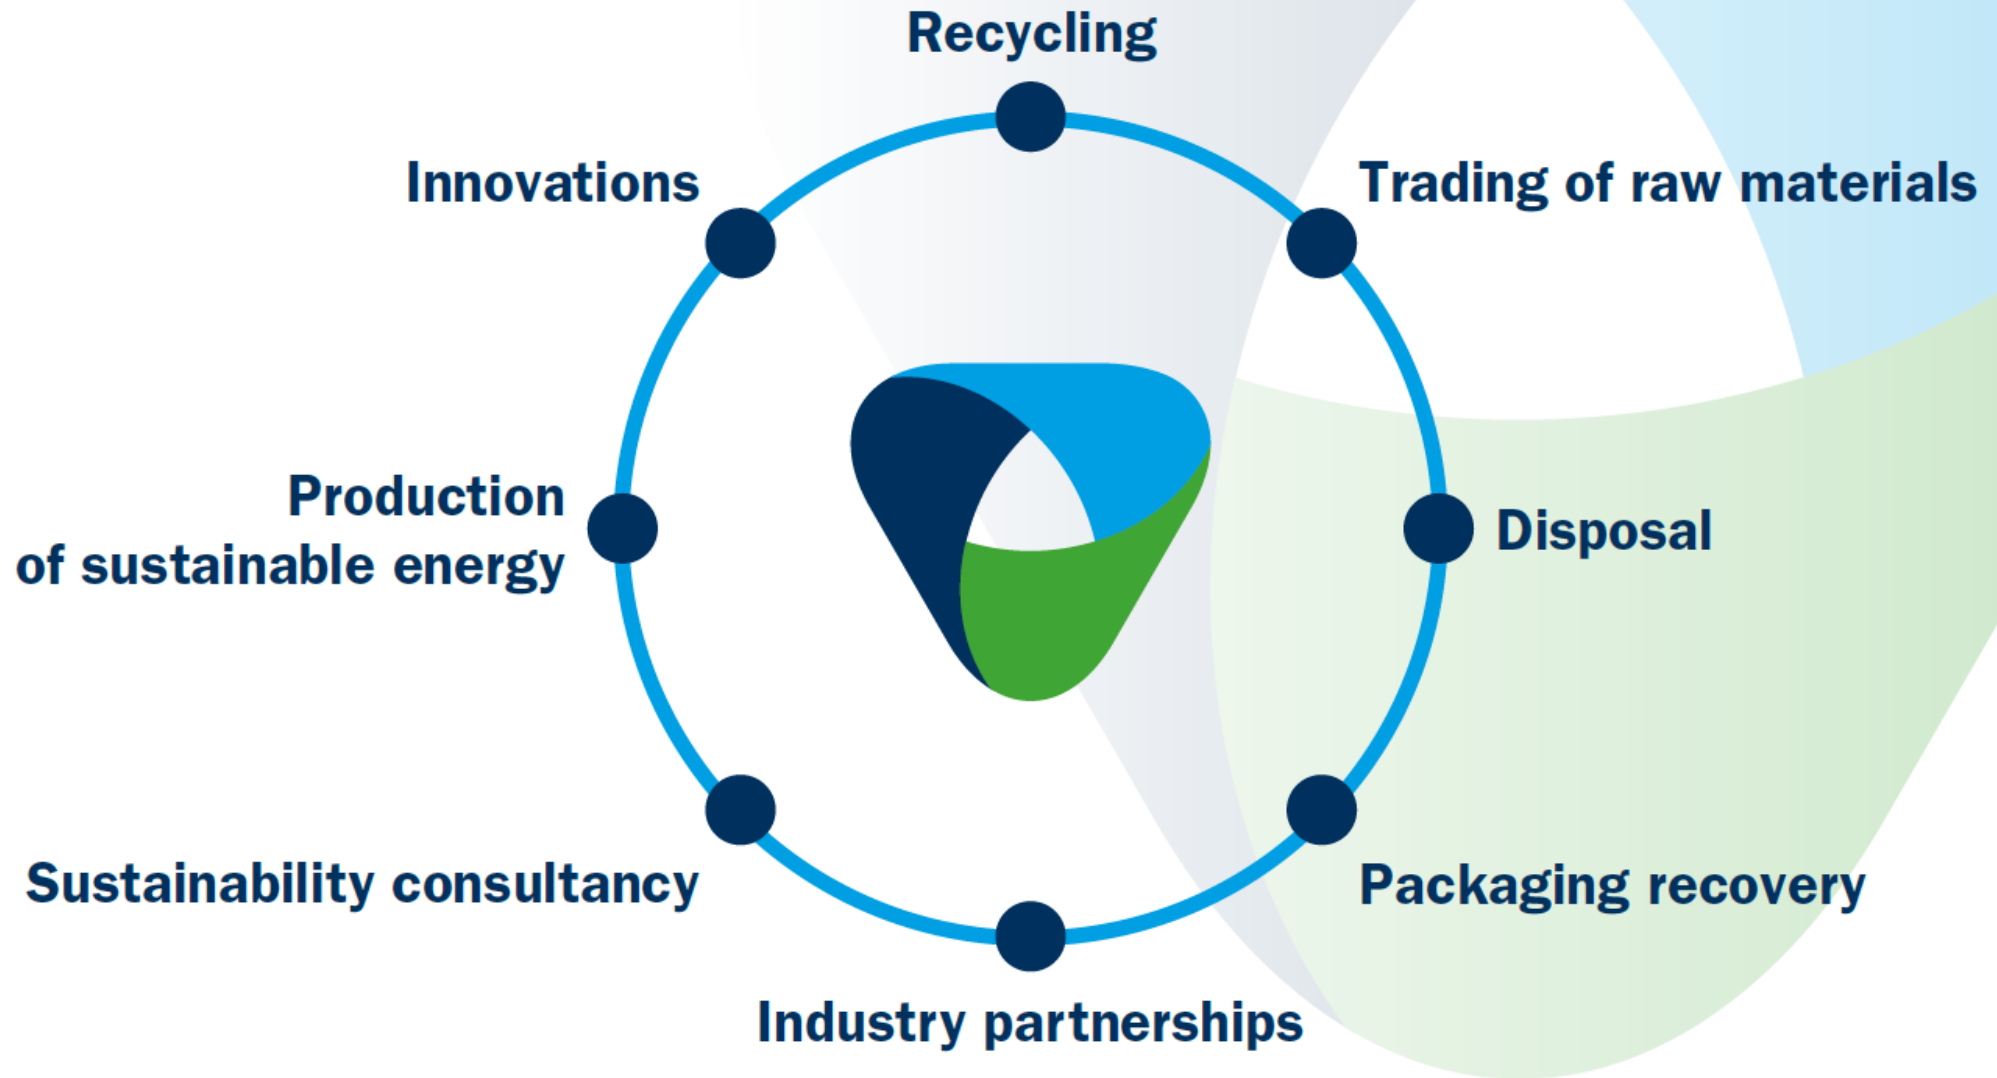 Recycling
Trading of raw materials
Disposal
Packaging recovery
Industry partnerships
Sustainability consultancy
Production
of sustainable energy
Innovations